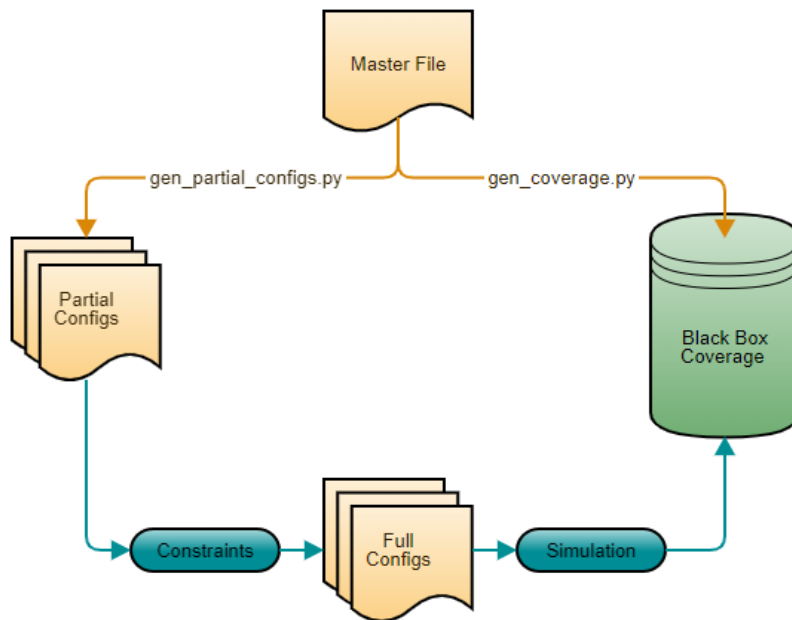 Master File
gen_partial_configs.py
gen_coverage.py
Partial
Configs
Black Box
Coverage
Constraints
Full
Configs
Simulation